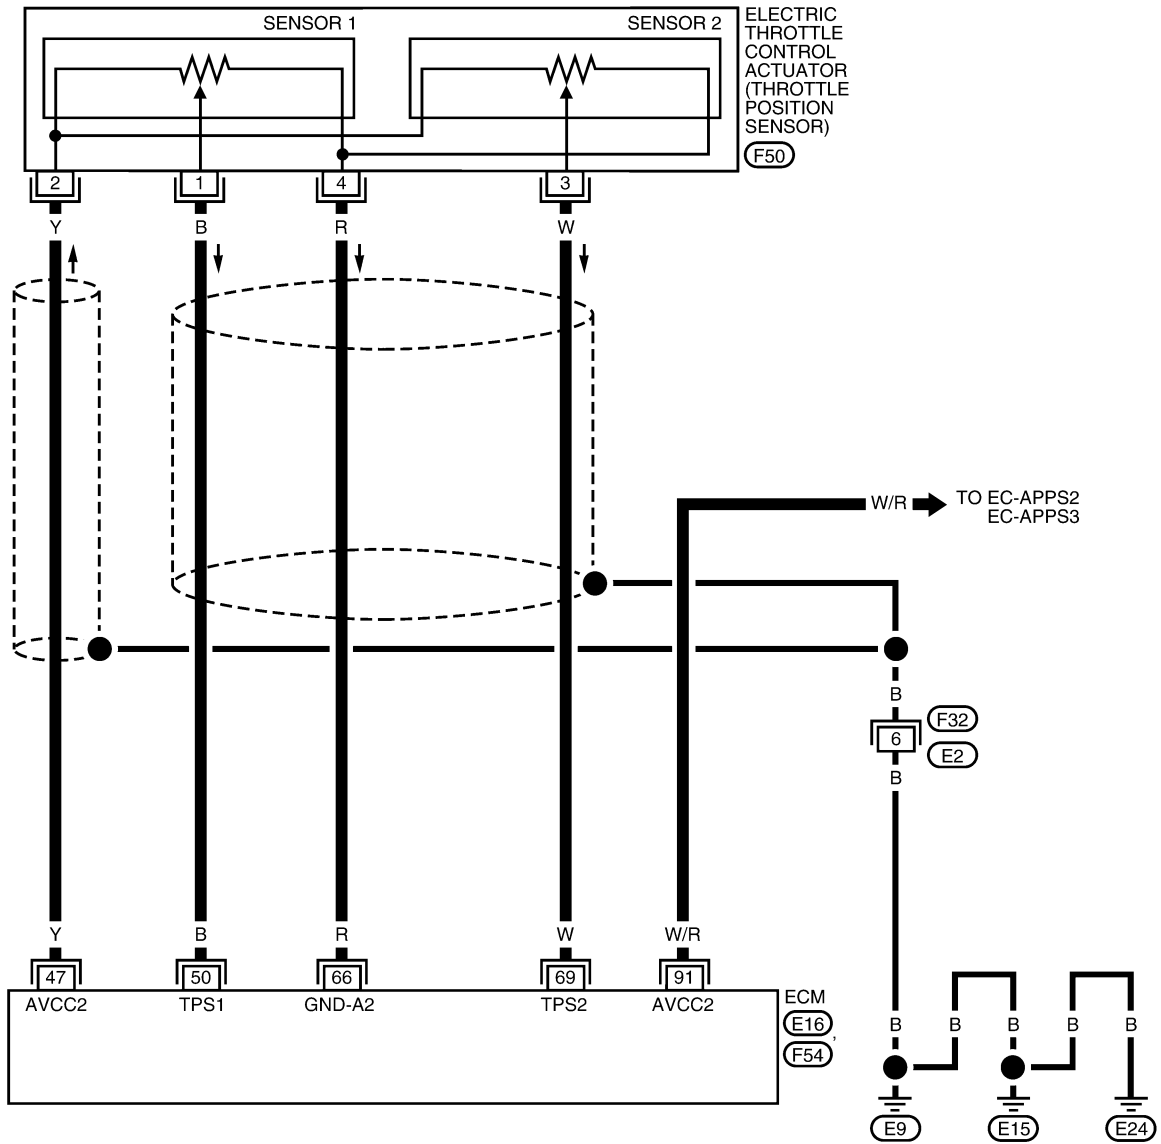 SENSOR 1
SENSOR 2
ELECTRIC
THROTTLE
CONTROL
ACTUATOR
(THROTTLE
POSITION
SENSOR)
F50
2
1
4
3
Y
B
R
W
W/R
TO EC-APPS2
EC-APPS3
B
F32
6
E2
B
Y
B
R
W
W/R
47
50
66
69
91
AVCC2
TPS1
GND-A2
TPS2
AVCC2
ECM
E16
,
F54
B
B
B
B
B
E9
E15
E24